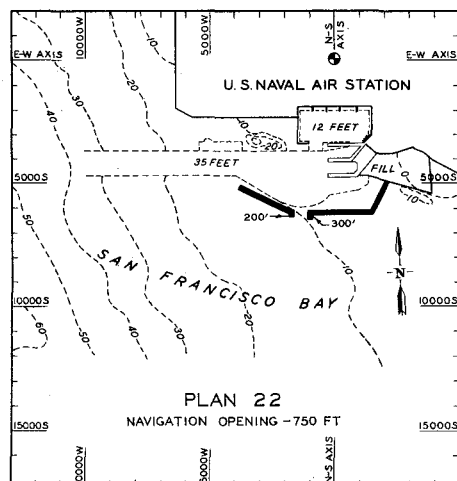 10000W
5000W
N-S AXIS
E-W AXIS
E-W AXIS
-10
-20
-30
-40
U.S. NAVAL AIR STATION
12 FEET
-10
-20
35 FEET
FILL
0
-10
5000S
5000S
200'
300'
SAN FRANCISCO BAY
-10
N
10000S
10000S
-20
-30
-40
-50
-60
PLAN 22
NAVIGATION OPENING -750 FT
15000S
15000S
10000W
5000W
N-S AXIS